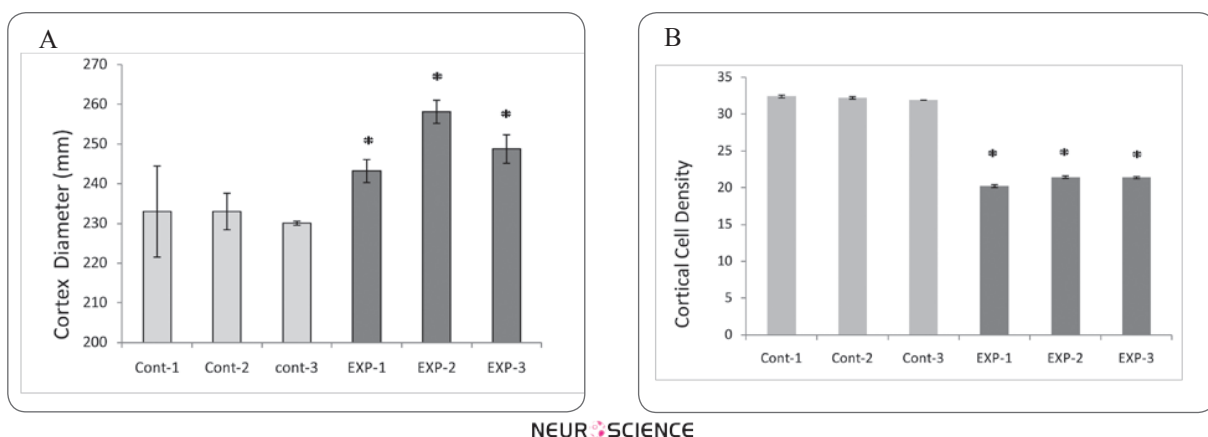 A
Cortex Diameter (mm)
270
260
250
240
230
220
210
200
*
*
*
Cont-1 Cont-2 cont-3 EXP-1 EXP-2 EXP-3
B
Cortical Cell Density
35
30
25
20
15
10
5
0
* * *
Cont-1 Cont-2 Cont-3 EXP-1 EXP-2 EXP-3
NEUROSCIENCE